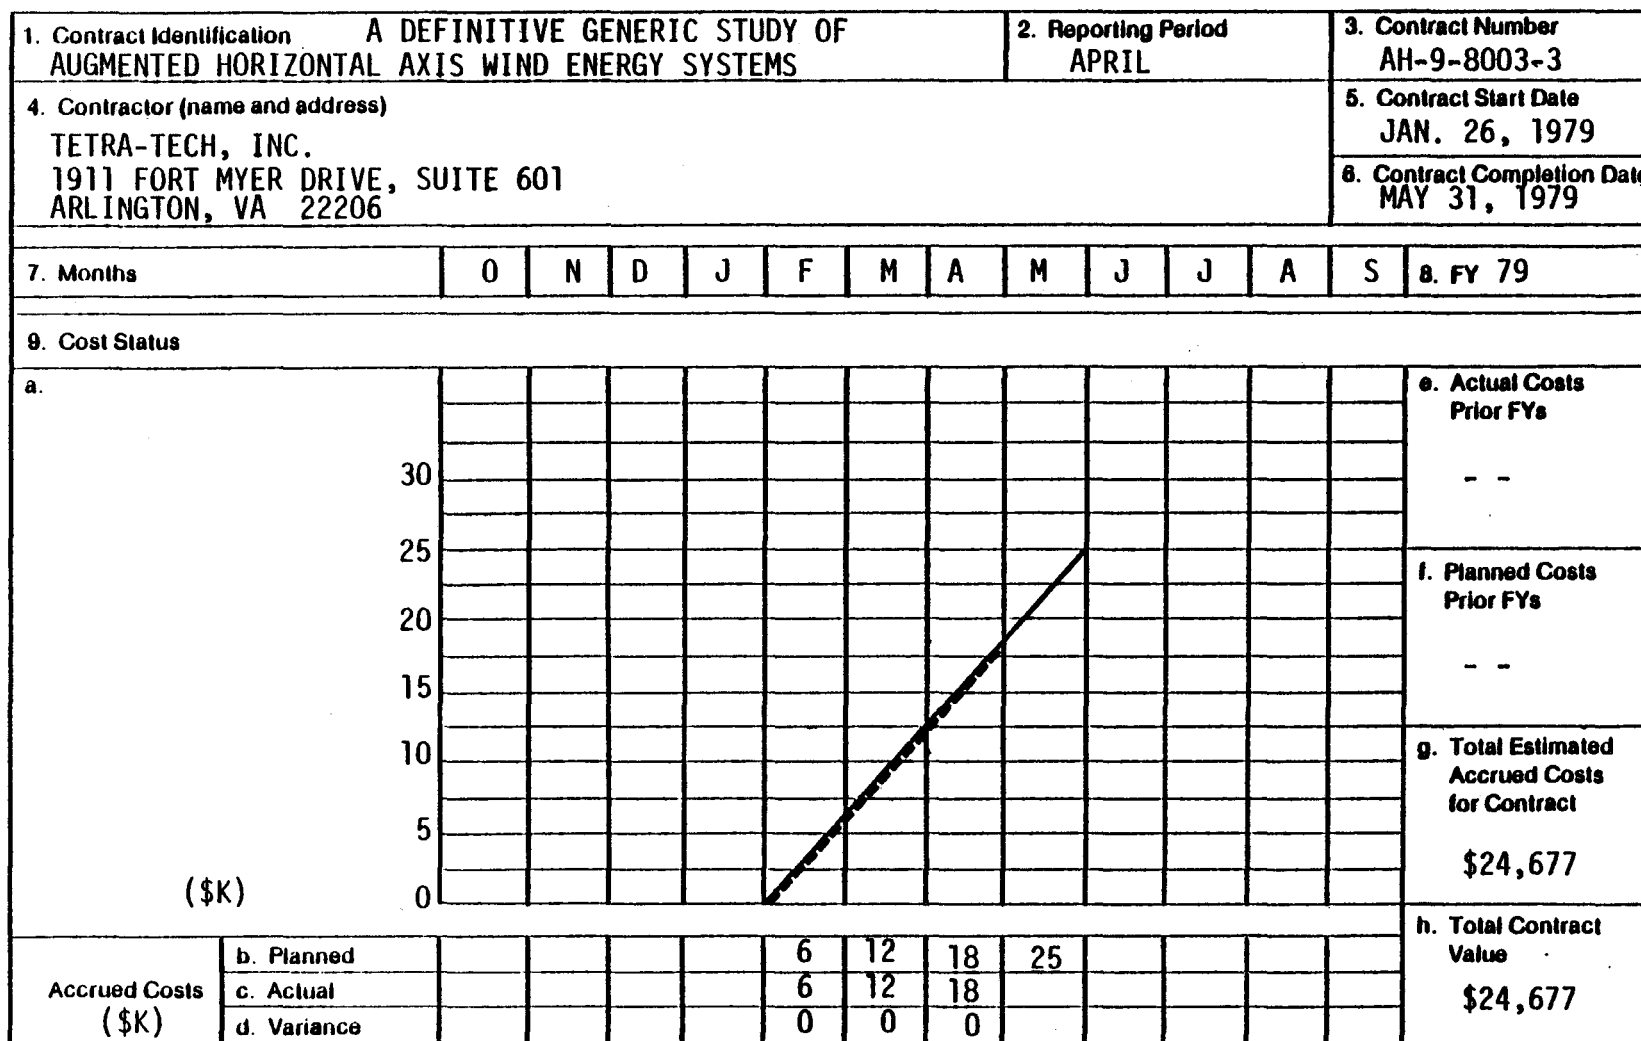 1. Contract Identification A DEFINITIVE GENERIC STUDY OF
AUGMENTED HORIZONTAL AXIS WIND ENERGY SYSTEMS
2. Reporting Period
APRIL
3. Contract Number
AH-9-8003-3
4. Contractor (name and address)
TETRA-TECH, INC.
1911 FORT MYER DRIVE, SUITE 601
ARLINGTON, VA 22206
5. Contract Start Date
JAN. 26, 1979
6. Contract Completion Date
MAY 31, 1979
7. Months O N D J F M A M J J A S 8. FY 79
9. Cost Status
a.
30
25
20
15
10
5
($K) 0
e. Actual Costs
Prior FYs
- -
f. Planned Costs
Prior FYs
- -
g. Total Estimated
Accrued Costs
for Contract
$24,677
h. Total Contract
Value
$24,677
Accrued Costs
($K)
b. Planned 6 12 18 25
c. Actual 6 12 18
d. Variance 0 0 0